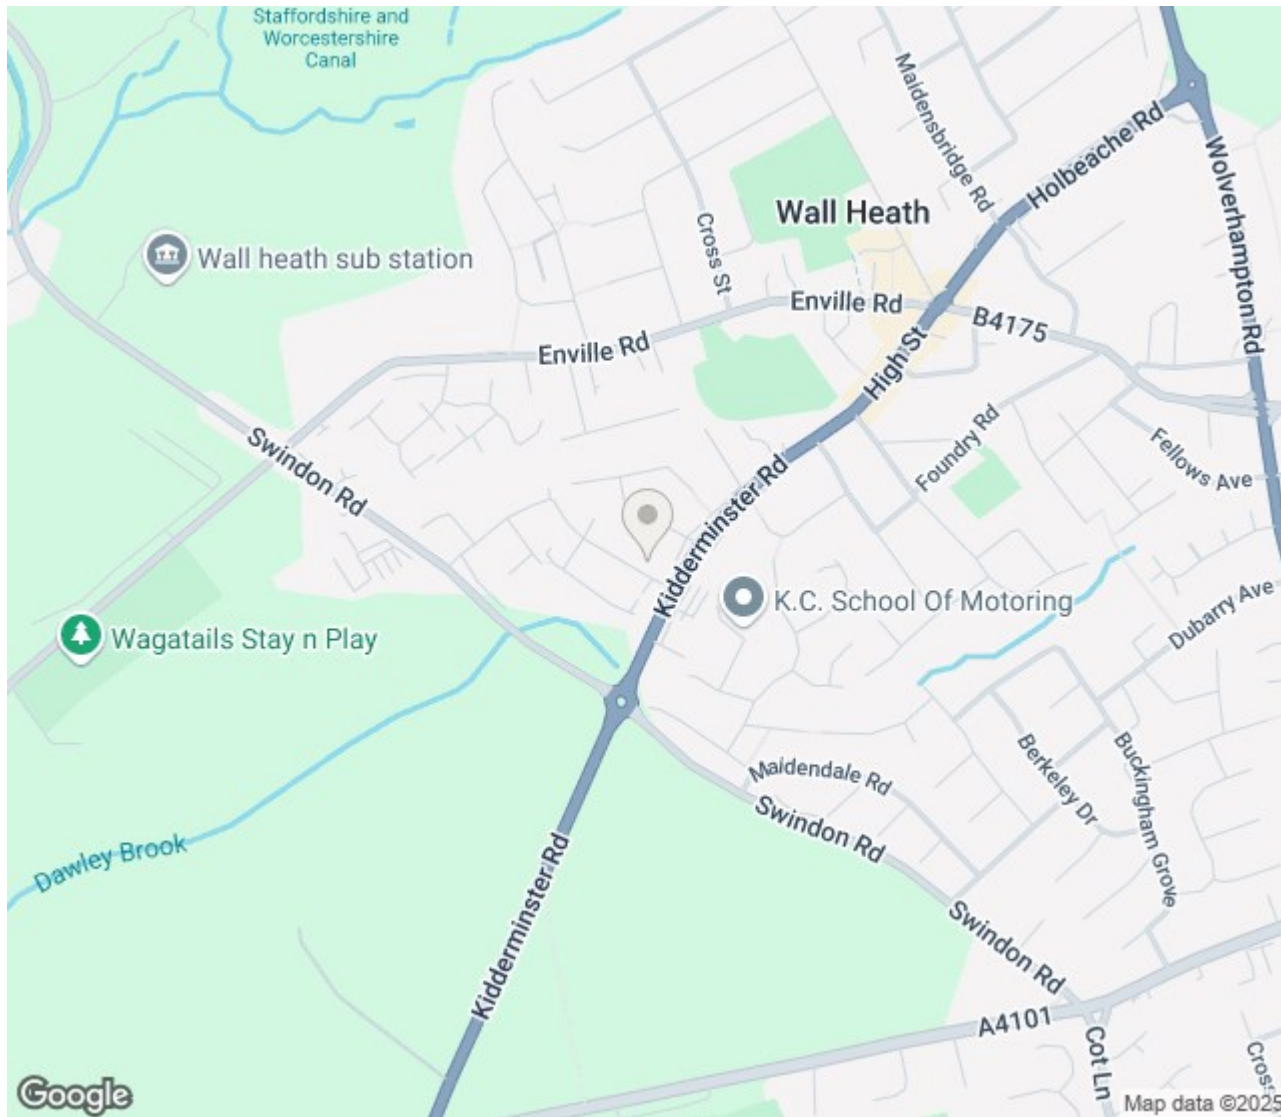 Staffordshire and
Worcestershire
Canal
Maidensbridge Rd
Holbeache Rd
Wolverhampton Rd
Wall Heath
Cross St
Wall heath sub station
Enville Rd
B4175
Enville Rd
High St
Foundry Rd
Fellows Ave
Swindon Rd
Kidderminster Rd
K.C. School Of Motoring
Dubarry Ave
Wagatails Stay n Play
Maidendale Rd
Berkeley Dr
Buckingham Grove
Swindon Rd
Dawley Brook
Kidderminster Rd
Swindon Rd
A4101
Cot Ln
Cross
Google
Map data ©2025